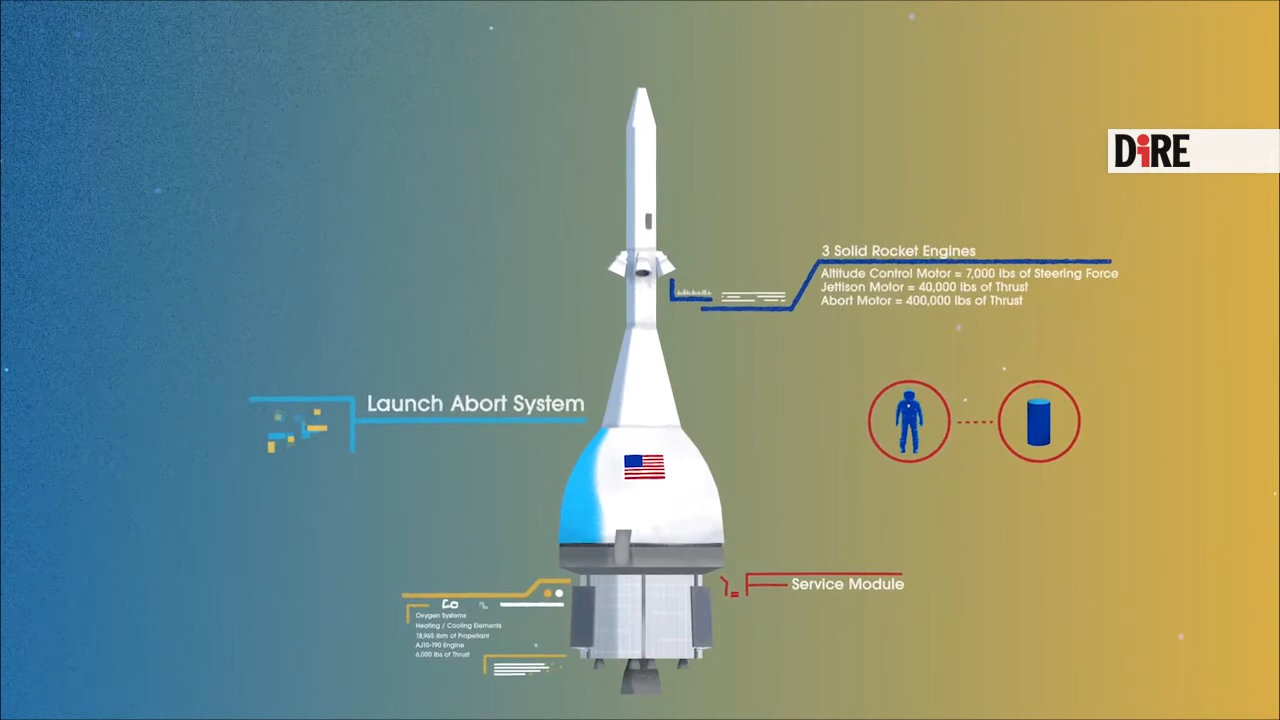 DiRE
3 Solid Rocket Engines
Altitude Control Motor = 7,000 lbs of Steering Force
Jettison Motor = 40,000 lbs of Thrust
Abort Motor = 400,000 lbs of Thrust
Launch Abort System
Service Module
Oxygen Systems
Heating / Cooling Elements
18,965 lbm of Propellant
AJ10-190 Engine
6,000 lbs of Thrust